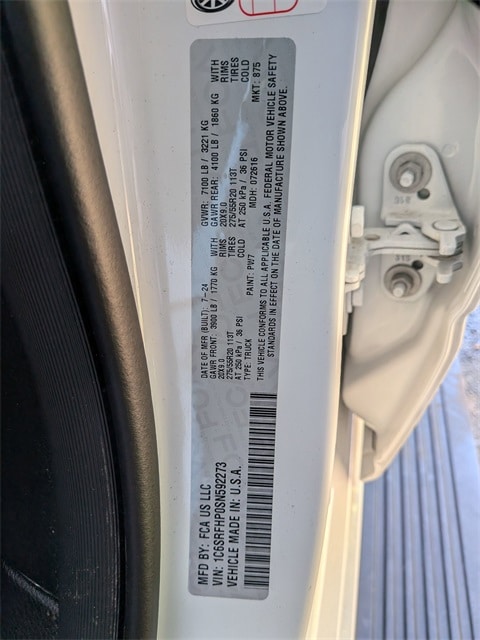 MFD BY: FCA US LLC
VIN: 1C6SRFHP0SN592273
VEHICLE MADE IN: U.S.A.
DATE OF MFR (BUILT): 7-24 GVWR: 7100 LB / 3221 KG
GAWR FRONT: 3900 LB / 1770 KG WITH GAWR REAR: 4100 LB / 1860 KG WITH
20X9.0 RIMS 20X9.0 RIMS
275/55R20 113T TIRES 275/55R20 113T TIRES
AT 250 kPa / 36 PSI COLD AT 250 kPa / 36 PSI COLD
TYPE: TRUCK PAINT: PW7 MDH: 072616 MKT: 875
THIS VEHICLE CONFORMS TO ALL APPLICABLE U.S.A. FEDERAL MOTOR VEHICLE SAFETY
STANDARDS IN EFFECT ON THE DATE OF MANUFACTURE SHOWN ABOVE.